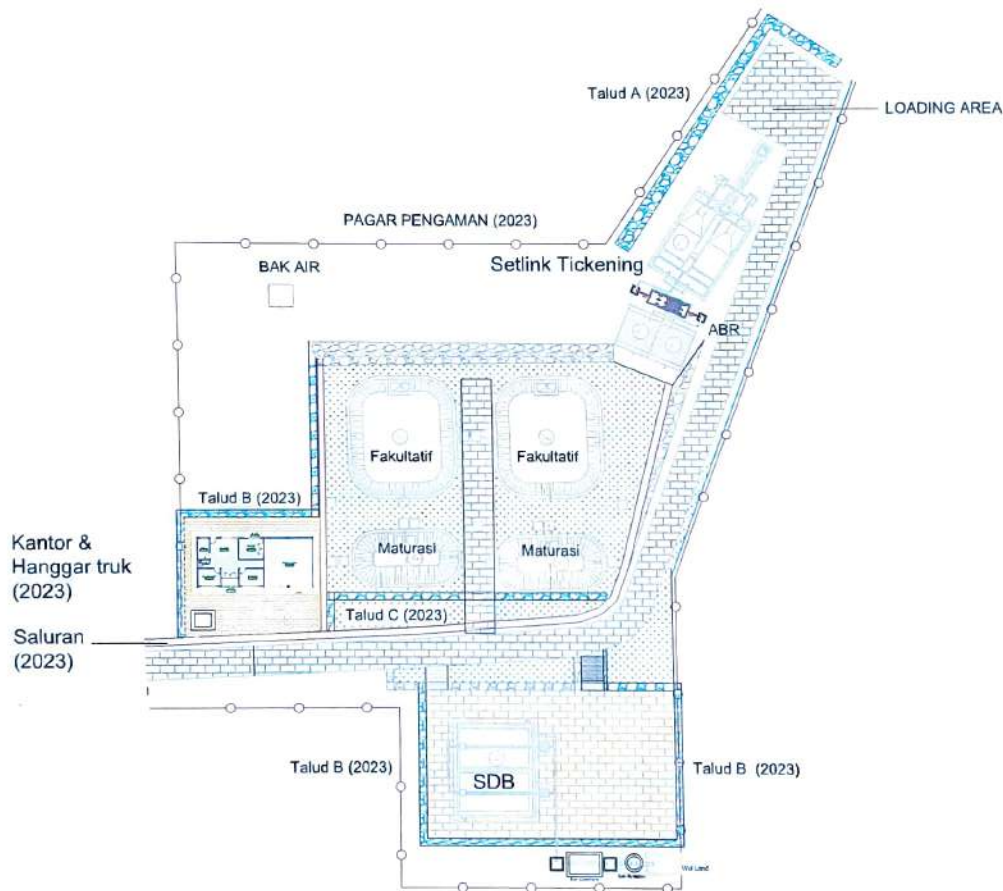 Talud A (2023)
LOADING AREA
PAGAR PENGAMAN (2023)
BAK AIR
Setlink Tickening
ABR
Fakultatif
Fakultatif
Talud B (2023)
Kantor &
Hanggar truk
(2023)
Maturasi
Maturasi
Talud C (2023)
Saluran
(2023)
Talud B (2023)
SDB
Talud B (2023)